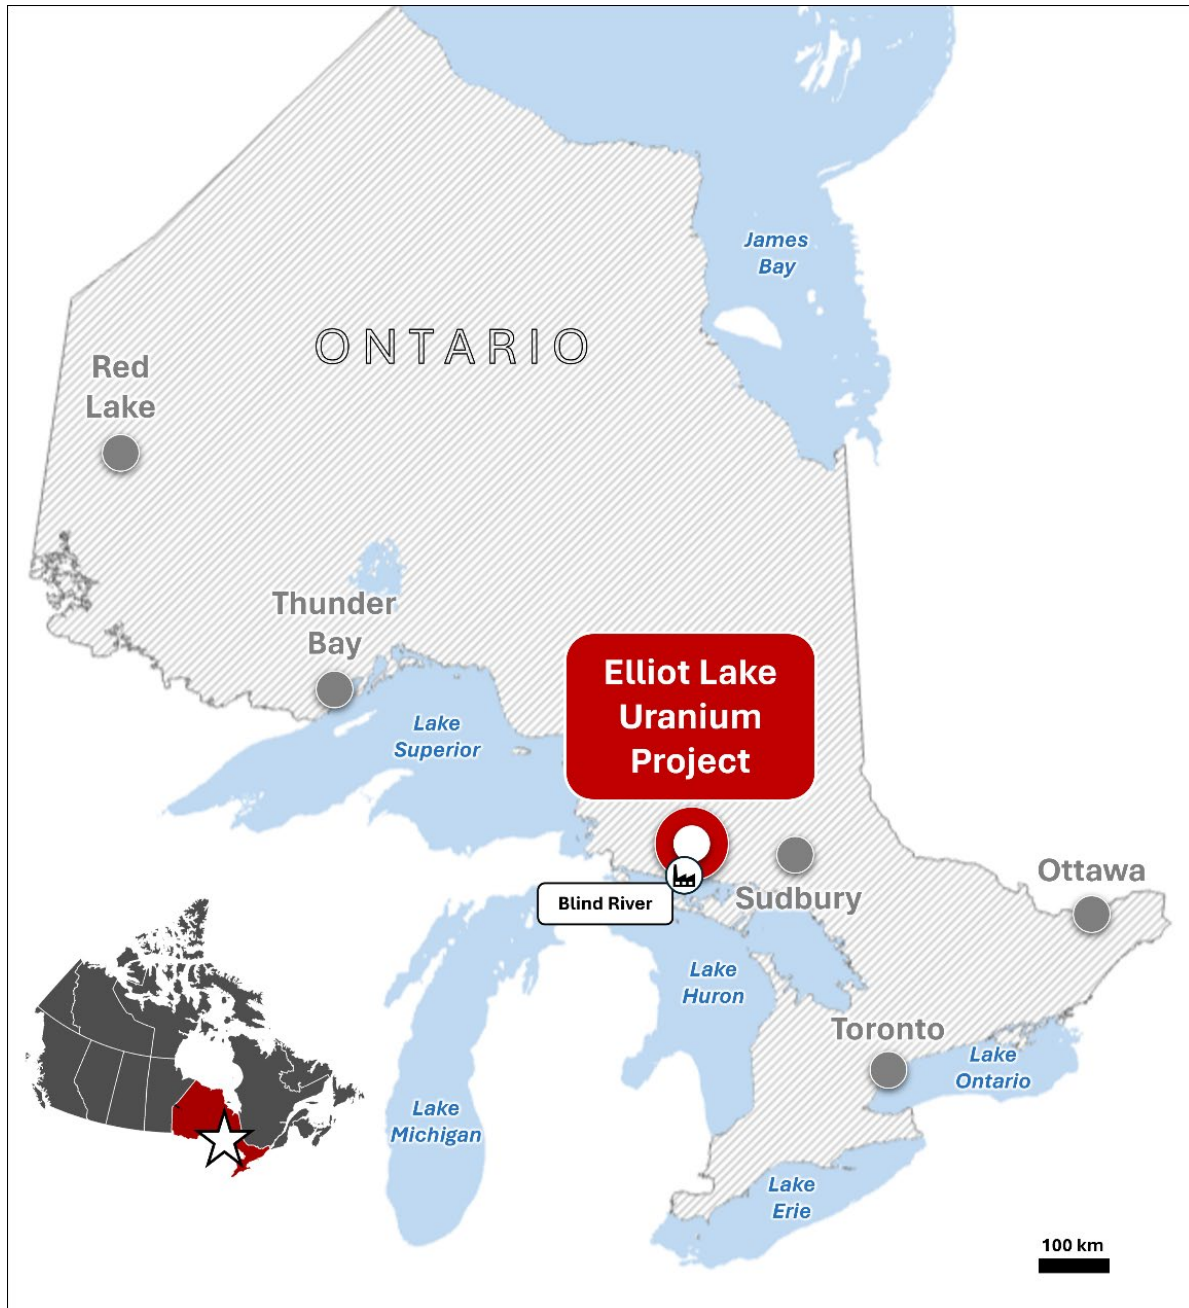 James
Bay
ONTARIO
Red
Lake
Thunder
Bay
Elliot Lake
Uranium
Project
Lake
Superior
Ottawa
Sudbury
Blind River
Lake
Huron
Toronto
Lake
Ontario
Lake
Michigan
Lake
Erie
100 km